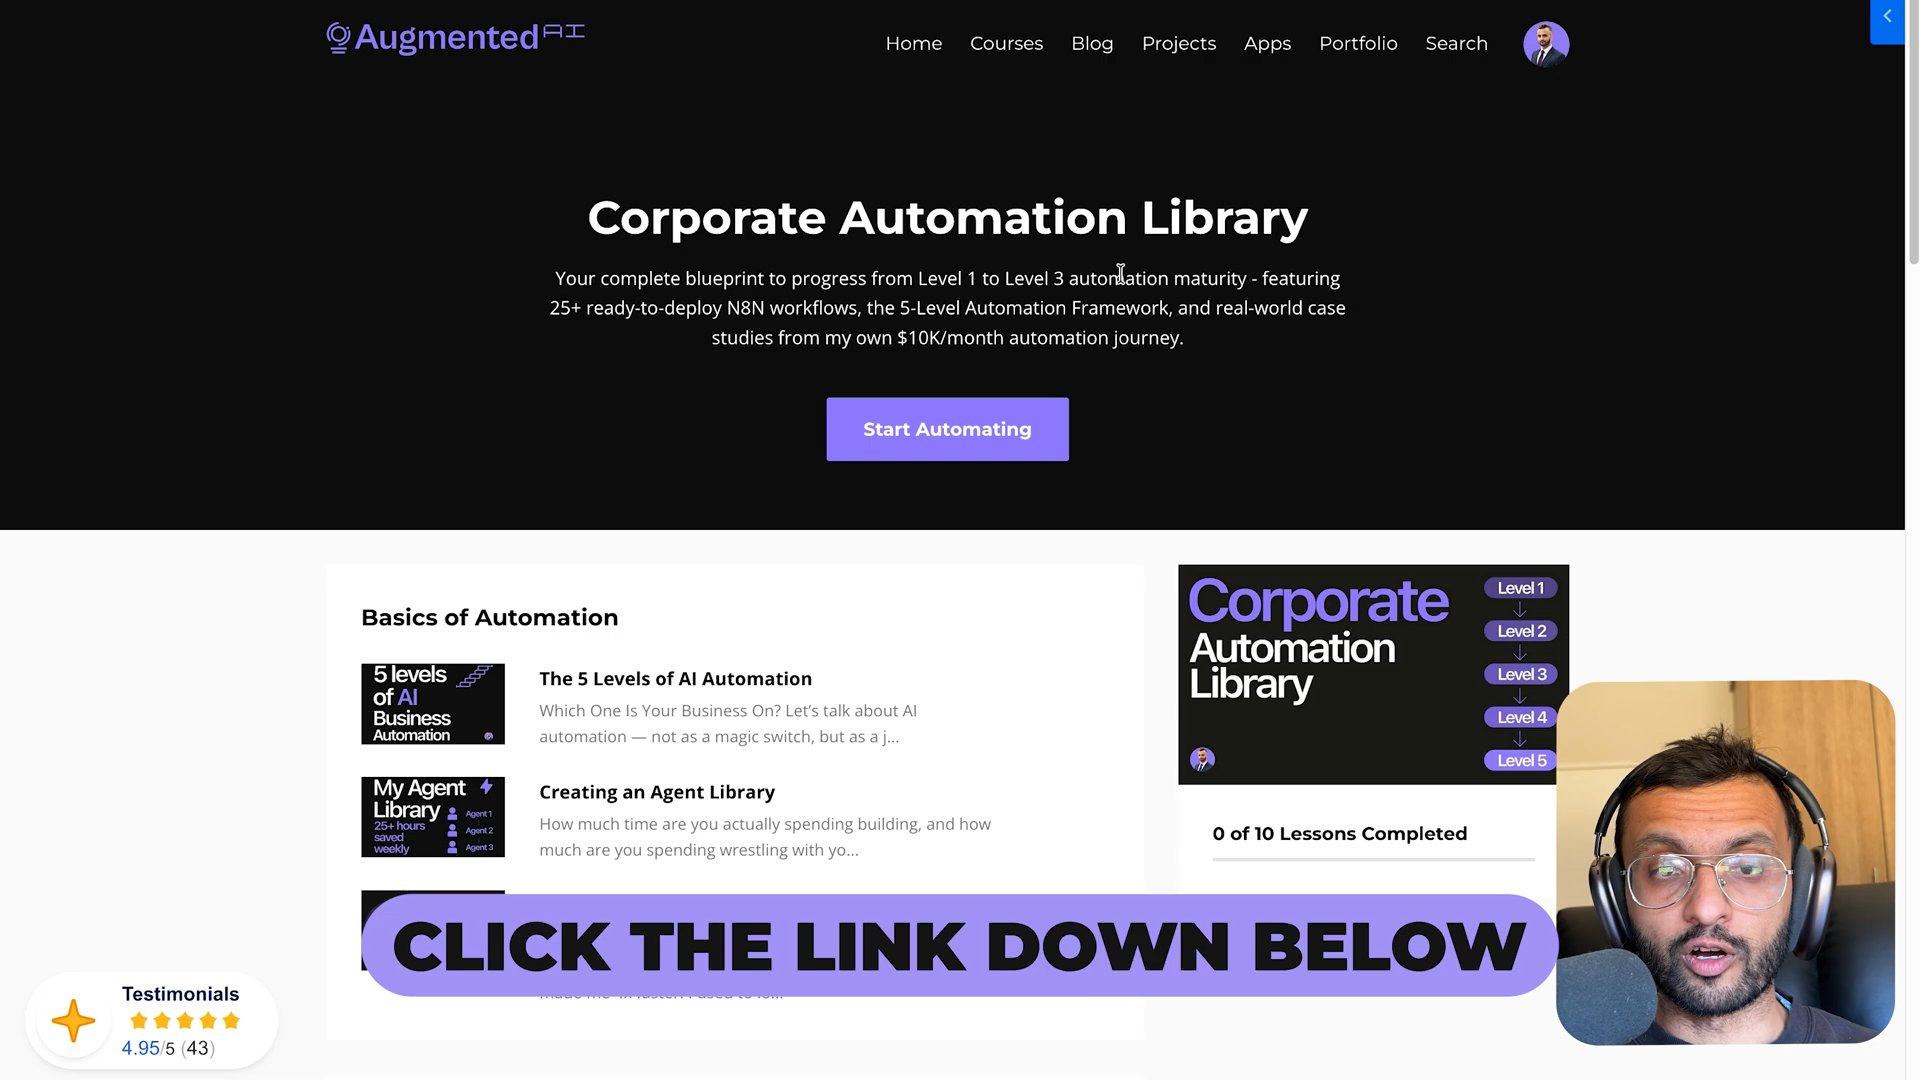 Augmented AI
Home
Courses
Blog
Projects
Apps
Portfolio
Search
Corporate Automation Library
Your complete blueprint to progress from Level 1 to Level 3 automation maturity - featuring
25+ ready-to-deploy N8N workflows, the 5-Level Automation Framework, and real-world case
studies from my own $10K/month automation journey.
Start Automating
Basics of Automation
5 levels
of AI
Business
Automation
The 5 Levels of AI Automation
Which One Is Your Business On? Let's talk about AI
automation — not as a magic switch, but as a j...
My Agent
Library
25+ hours
saved
weekly
Agent 1
Agent 2
Agent 3
Creating an Agent Library
How much time are you actually spending building, and how
much are you spending wrestling with yo...
Corporate
Automation
Library
Level 1
Level 2
Level 3
Level 4
Level 5
0 of 10 Lessons Completed
CLICK THE LINK DOWN BELOW
Testimonials
4.95/5 (43)